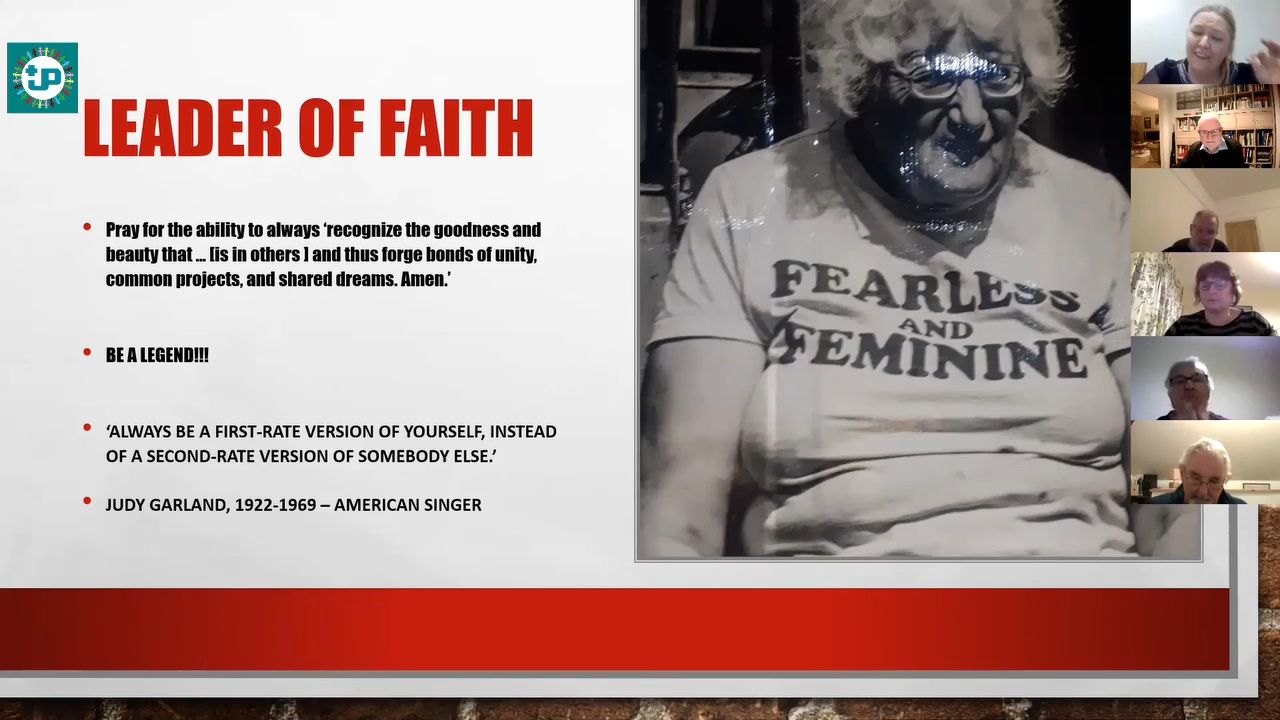 tp
LEADER OF FAITH
Pray for the ability to always ‘recognize the goodness and
beauty that ... [is in others ] and thus forge bonds of unity,
common projects, and shared dreams. Amen.’
BE A LEGEND!!!
‘ALWAYS BE A FIRST-RATE VERSION OF YOURSELF, INSTEAD
OF A SECOND-RATE VERSION OF SOMEBODY ELSE.’
JUDY GARLAND, 1922-1969 – AMERICAN SINGER
FEARLESS
AND
FEMININE